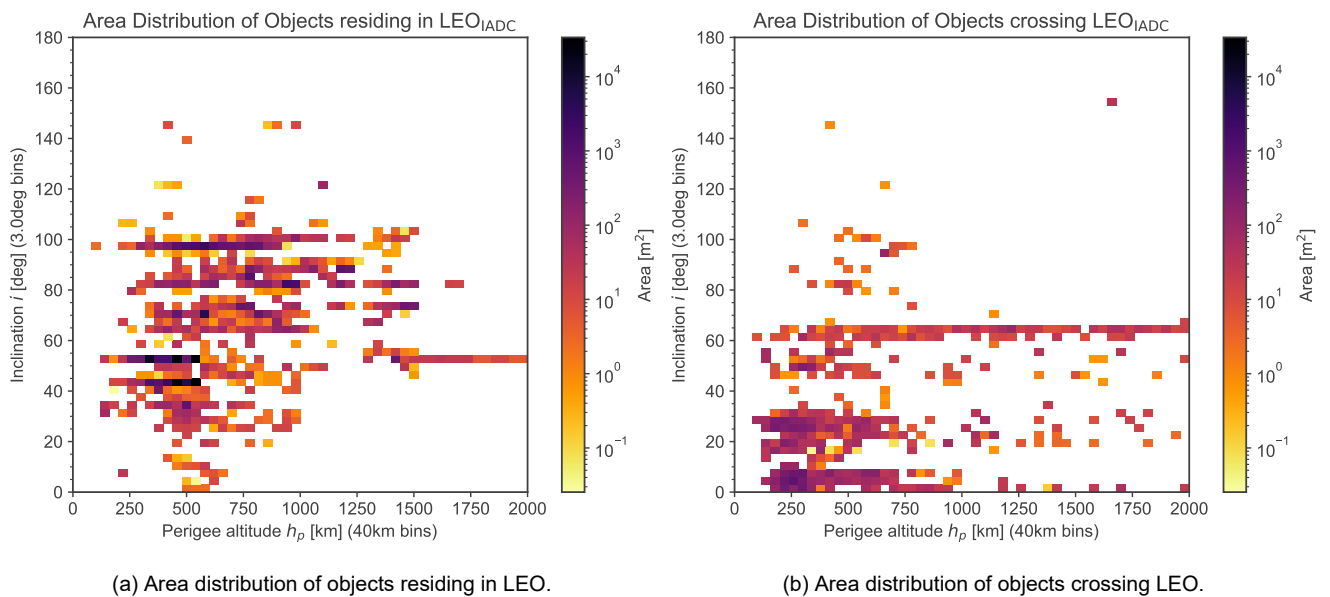 Area Distribution of Objects residing in LEO_IADC
180
160
140
120
100
80
60
40
20
0
Inclination i [deg] (3.0deg bins)
0 250 500 750 1000 1250 1500 1750 2000
Perigee altitude h_p [km] (40km bins)
10^4
10^3
10^2
10^1
10^0
10^−1
Area [m^2]
(a) Area distribution of objects residing in LEO.
Area Distribution of Objects crossing LEO_IADC
180
160
140
120
100
80
60
40
20
0
Inclination i [deg] (3.0deg bins)
0 250 500 750 1000 1250 1500 1750 2000
Perigee altitude h_p [km] (40km bins)
10^4
10^3
10^2
10^1
10^0
10^−1
Area [m^2]
(b) Area distribution of objects crossing LEO.